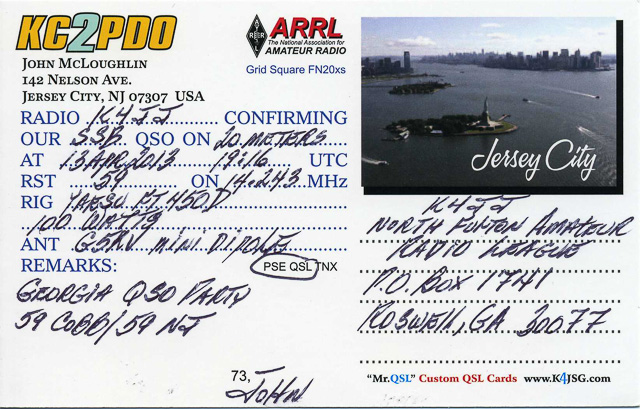 KC2PDO
JOHN MCLOUGHLIN
142 NELSON AVE.
JERSEY CITY, NJ 07307 USA
ARRL
The National Association for
AMATEUR RADIO
Grid Square FN20xs
RADIO K4JJ CONFIRMING
OUR SSB QSO ON 20 METERS
AT 13 APR 2013 19:16 UTC
RST 59 ON 14.243 MHz
RIG YAESU FT.450D
100 WATTS
ANT G5RV MINI DIPOLE
REMARKS: PSE QSL TNX
GEORGIA QSO PARTY
59 COBB/59 NJ
73, JOHN
Jersey City
K4JJ
NORTH FULTON AMATEUR
RADIO LEAGUE
P.O. BOX 1741
ROSWELL, GA 30077
"Mr.QSL" Custom QSL Cards www.K4JSG.com